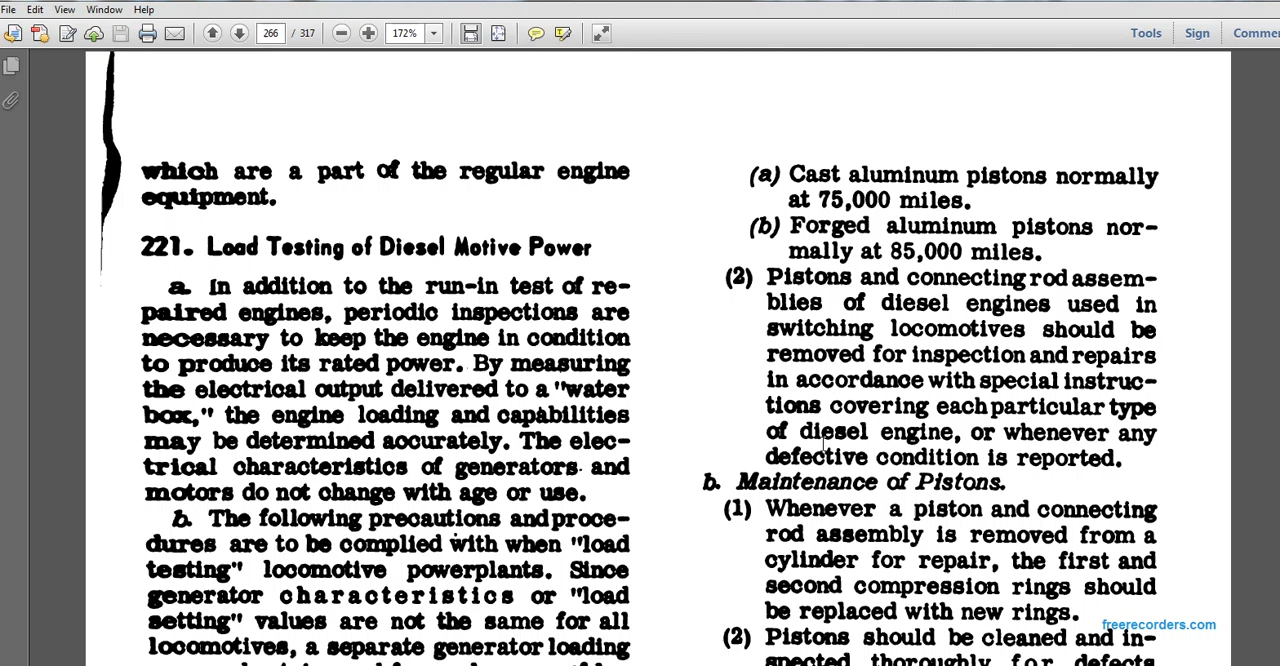 File Edit View Window Help
266 / 317 172% Tools Sign Comme
which are a part of the regular engine
equipment.
221. Load Testing of Diesel Motive Power
a. In addition to the run-in test of re-
paired engines, periodic inspections are
necessary to keep the engine in condition
to produce its rated power. By measuring
the electrical output delivered to a "water
box," the engine loading and capabilities
may be determined accurately. The elec-
trical characteristics of generators and
motors do not change with age or use.
b. The following precautions and proce-
dures are to be complied with when "load
testing" locomotive powerplants. Since
generator characteristics or "load
setting" values are not the same for all
locomotives, a separate generator loading
(a) Cast aluminum pistons normally
at 75,000 miles.
(b) Forged aluminum pistons nor-
mally at 85,000 miles.
(2) Pistons and connecting rod assem-
blies of diesel engines used in
switching locomotives should be
removed for inspection and repairs
in accordance with special instruc-
tions covering each particular type
of diesel engine, or whenever any
defective condition is reported.
b. Maintenance of Pistons.
(1) Whenever a piston and connecting
rod assembly is removed from a
cylinder for repair, the first and
second compression rings should
be replaced with new rings.
(2) Pistons should be cleaned and in-
spected thoroughly for defects
freerecorders.com